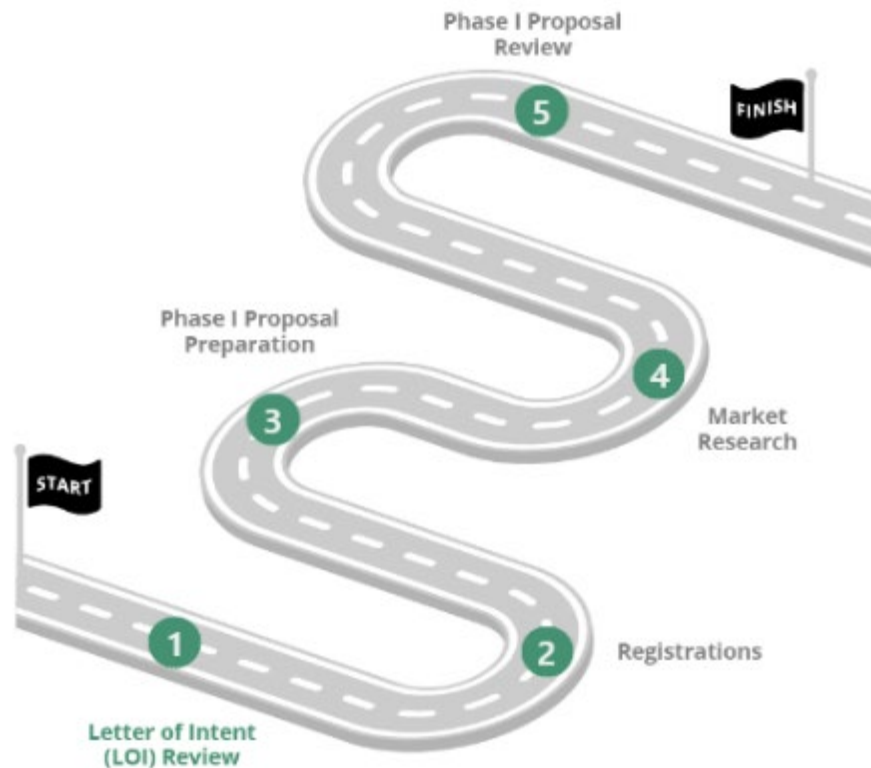 Phase I Proposal
Review
5
FINISH
4
Market
Research
Phase I Proposal
Preparation
3
START
1
2
Registrations
Letter of Intent
(LOI) Review